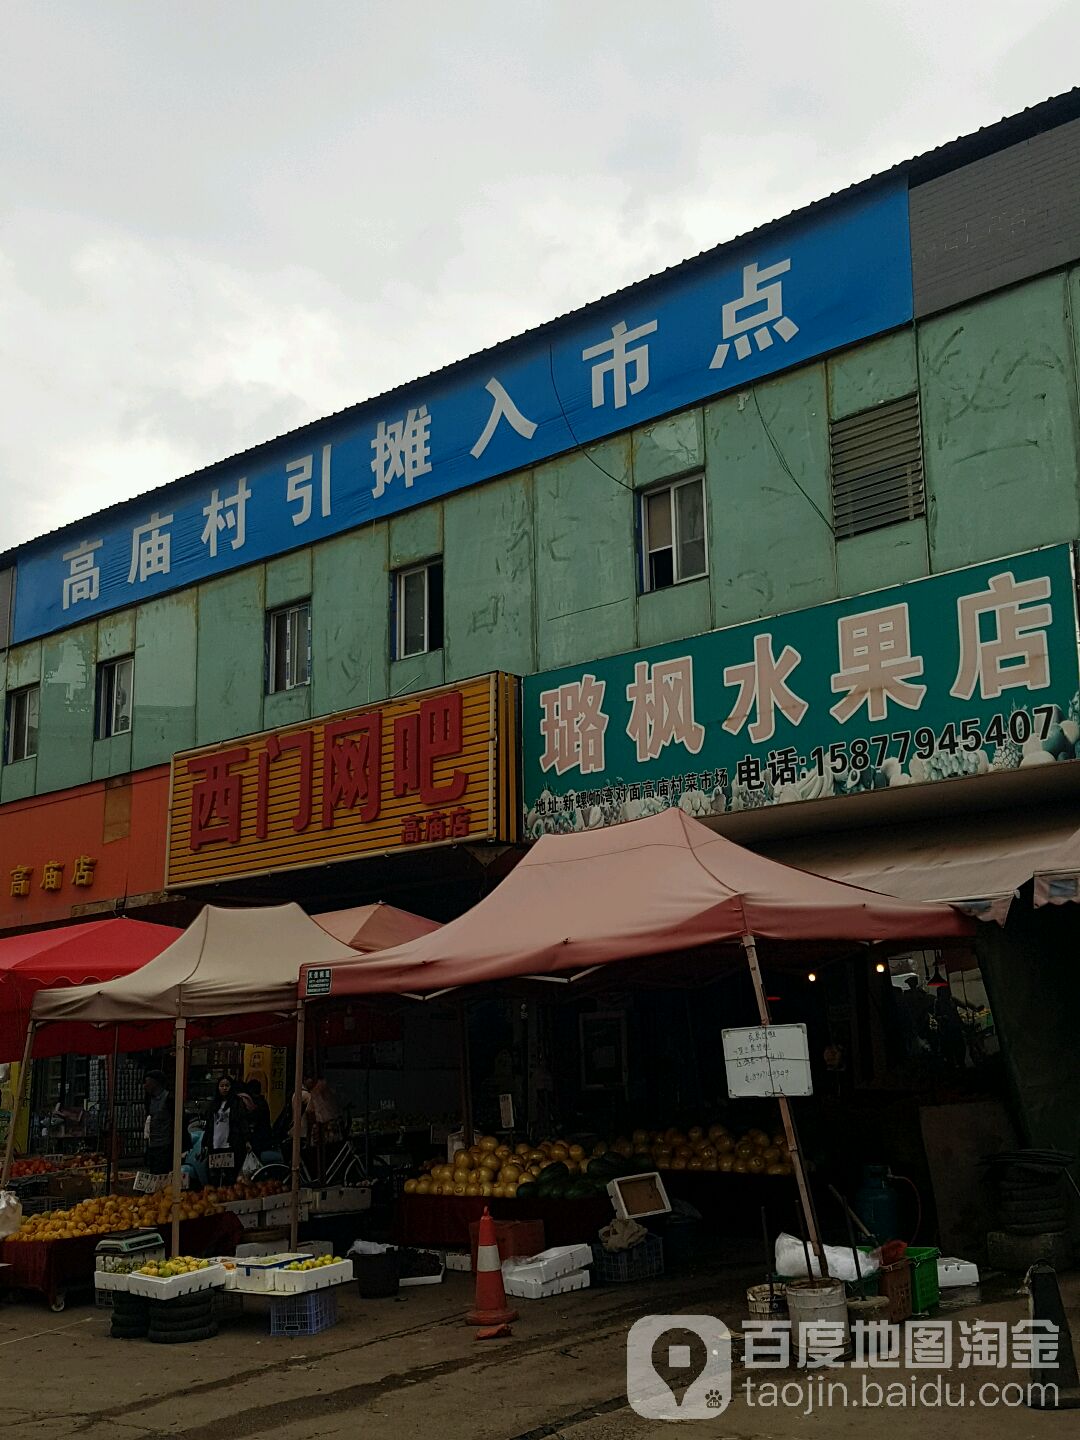 高庙村引摊入市点
璐枫水果店
电话:15877945407
地址:新螺蛳湾对面高庙村菜市场
西门网吧
高庙店
高庙店
百度地图淘金
taojin.baidu.com